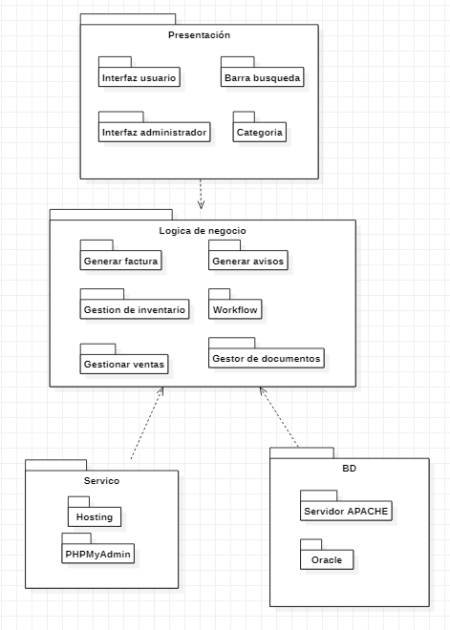 Presentación
Interfaz usuario
Barra busqueda
Interfaz administrador
Categoria
Logica de negocio
Generar factura
Generar avisos
Gestion de inventario
Workflow
Gestionar ventas
Gestor de documentos
Servico
Hosting
PHPMyAdmin
BD
Servidor APACHE
Oracle